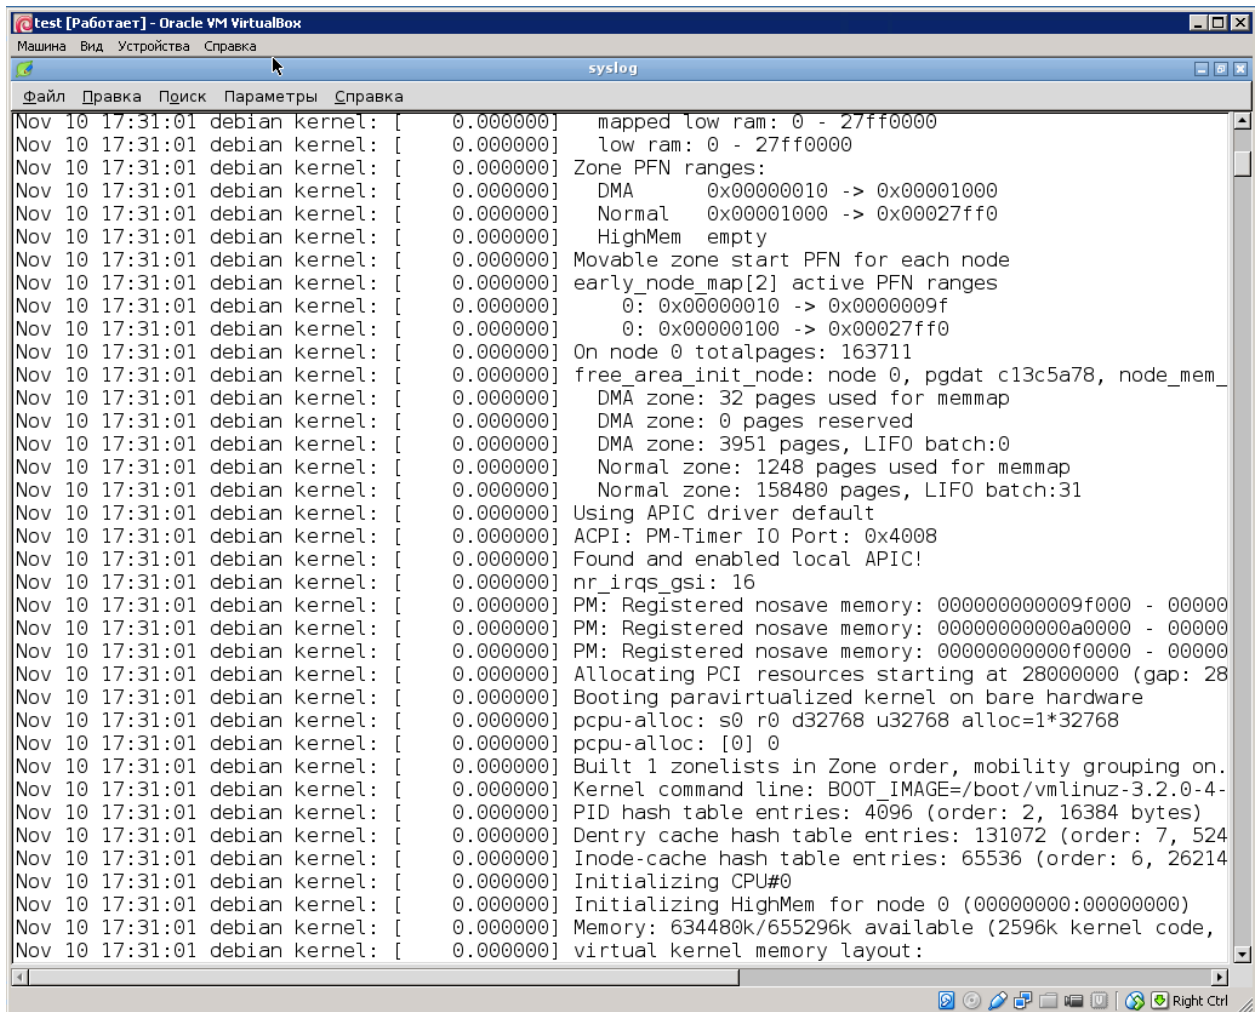 test [Работает] - Oracle VM VirtualBox
Машина Вид Устройства Справка
syslog
Файл Правка Поиск Параметры Справка
Nov 10 17:31:01 debian kernel: [    0.000000]   mapped low ram: 0 - 27ff0000
Nov 10 17:31:01 debian kernel: [    0.000000]   low ram: 0 - 27ff0000
Nov 10 17:31:01 debian kernel: [    0.000000] Zone PFN ranges:
Nov 10 17:31:01 debian kernel: [    0.000000]   DMA      0x00000010 -> 0x00001000
Nov 10 17:31:01 debian kernel: [    0.000000]   Normal   0x00001000 -> 0x00027ff0
Nov 10 17:31:01 debian kernel: [    0.000000]   HighMem  empty
Nov 10 17:31:01 debian kernel: [    0.000000] Movable zone start PFN for each node
Nov 10 17:31:01 debian kernel: [    0.000000] early_node_map[2] active PFN ranges
Nov 10 17:31:01 debian kernel: [    0.000000]     0: 0x00000010 -> 0x0000009f
Nov 10 17:31:01 debian kernel: [    0.000000]     0: 0x00000100 -> 0x00027ff0
Nov 10 17:31:01 debian kernel: [    0.000000] On node 0 totalpages: 163711
Nov 10 17:31:01 debian kernel: [    0.000000] free_area_init_node: node 0, pgdat c13c5a78, node_mem_
Nov 10 17:31:01 debian kernel: [    0.000000]   DMA zone: 32 pages used for memmap
Nov 10 17:31:01 debian kernel: [    0.000000]   DMA zone: 0 pages reserved
Nov 10 17:31:01 debian kernel: [    0.000000]   DMA zone: 3951 pages, LIFO batch:0
Nov 10 17:31:01 debian kernel: [    0.000000]   Normal zone: 1248 pages used for memmap
Nov 10 17:31:01 debian kernel: [    0.000000]   Normal zone: 158480 pages, LIFO batch:31
Nov 10 17:31:01 debian kernel: [    0.000000] Using APIC driver default
Nov 10 17:31:01 debian kernel: [    0.000000] ACPI: PM-Timer IO Port: 0x4008
Nov 10 17:31:01 debian kernel: [    0.000000] Found and enabled local APIC!
Nov 10 17:31:01 debian kernel: [    0.000000] nr_irqs_gsi: 16
Nov 10 17:31:01 debian kernel: [    0.000000] PM: Registered nosave memory: 000000000009f000 - 00000
Nov 10 17:31:01 debian kernel: [    0.000000] PM: Registered nosave memory: 00000000000a0000 - 00000
Nov 10 17:31:01 debian kernel: [    0.000000] PM: Registered nosave memory: 00000000000f0000 - 00000
Nov 10 17:31:01 debian kernel: [    0.000000] Allocating PCI resources starting at 28000000 (gap: 28
Nov 10 17:31:01 debian kernel: [    0.000000] Booting paravirtualized kernel on bare hardware
Nov 10 17:31:01 debian kernel: [    0.000000] pcpu-alloc: s0 r0 d32768 u32768 alloc=1*32768
Nov 10 17:31:01 debian kernel: [    0.000000] pcpu-alloc: [0] 0
Nov 10 17:31:01 debian kernel: [    0.000000] Built 1 zonelists in Zone order, mobility grouping on.
Nov 10 17:31:01 debian kernel: [    0.000000] Kernel command line: BOOT_IMAGE=/boot/vmlinuz-3.2.0-4-
Nov 10 17:31:01 debian kernel: [    0.000000] PID hash table entries: 4096 (order: 2, 16384 bytes)
Nov 10 17:31:01 debian kernel: [    0.000000] Dentry cache hash table entries: 131072 (order: 7, 524
Nov 10 17:31:01 debian kernel: [    0.000000] Inode-cache hash table entries: 65536 (order: 6, 26214
Nov 10 17:31:01 debian kernel: [    0.000000] Initializing CPU#0
Nov 10 17:31:01 debian kernel: [    0.000000] Initializing HighMem for node 0 (00000000:00000000)
Nov 10 17:31:01 debian kernel: [    0.000000] Memory: 634480k/655296k available (2596k kernel code,
Nov 10 17:31:01 debian kernel: [    0.000000] virtual kernel memory layout:
Right Ctrl